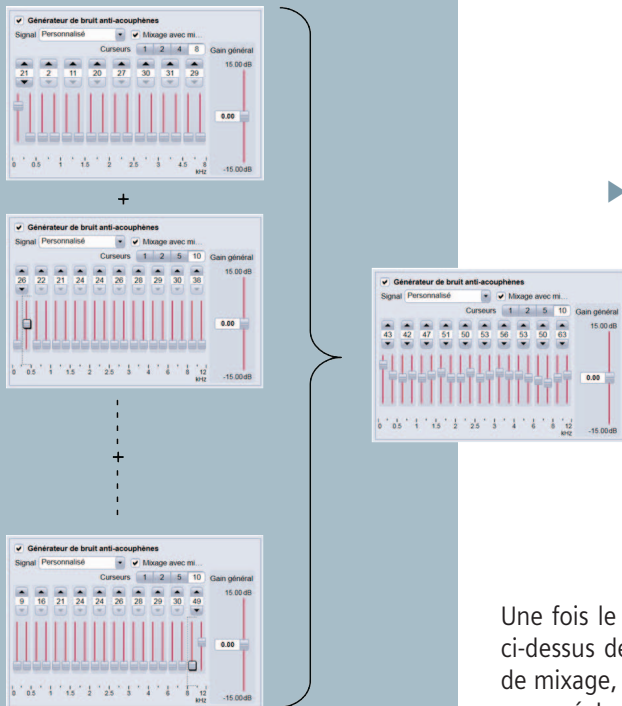 Générateur de bruit anti-acouphènes
Signal Personnalisé Mixage avec mi...
Curseurs 1 2 4 8 Gain général
15.00 dB
21 2 11 20 27 30 31 29
0.00
0 0.5 1 1.5 2 2.5 3 4.5 8
kHz
-15.00 dB
+
Générateur de bruit anti-acouphènes
Signal Personnalisé Mixage avec mi...
Curseurs 1 2 5 10 Gain général
15.00 dB
26 22 21 24 24 26 28 29 30 38
0.00
0 0.5 1 1.5 2 2.5 3 4 6 8 12
kHz
-15.00 dB
+
Générateur de bruit anti-acouphènes
Signal Personnalisé Mixage avec mi...
Curseurs 1 2 5 10 Gain général
15.00 dB
9 16 21 24 24 26 28 29 30 49
0.00
0 0.5 1 1.5 2 2.5 3 4 6 8 12
kHz
-15.00 dB
Générateur de bruit anti-acouphènes
Signal Personnalisé Mixage avec mi...
Curseurs 1 2 5 10 Gain général
15.00 dB
43 42 47 51 50 53 56 53 50 63
0.00
0 0.5 1 1.5 2 2.5 3 4 6 8 12
kHz
-15.00 dB
Une fois le
ci-dessus de
de mixage,